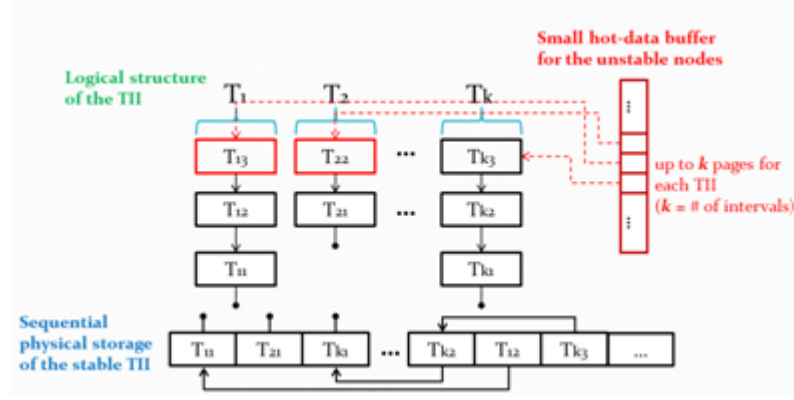 Small hot-data buffer
for the unstable nodes
Logical structure
of the TII
T1 T2 Tk
⋮
T13 T22 ... Tk3
up to k pages for
each TII
(k = # of intervals)
T12 T21 ... Tk2
⋮
T11 Tk1
Sequential
physical storage
of the stable TII
T11 T21 Tk1 ... Tk2 T12 Tk3 ...